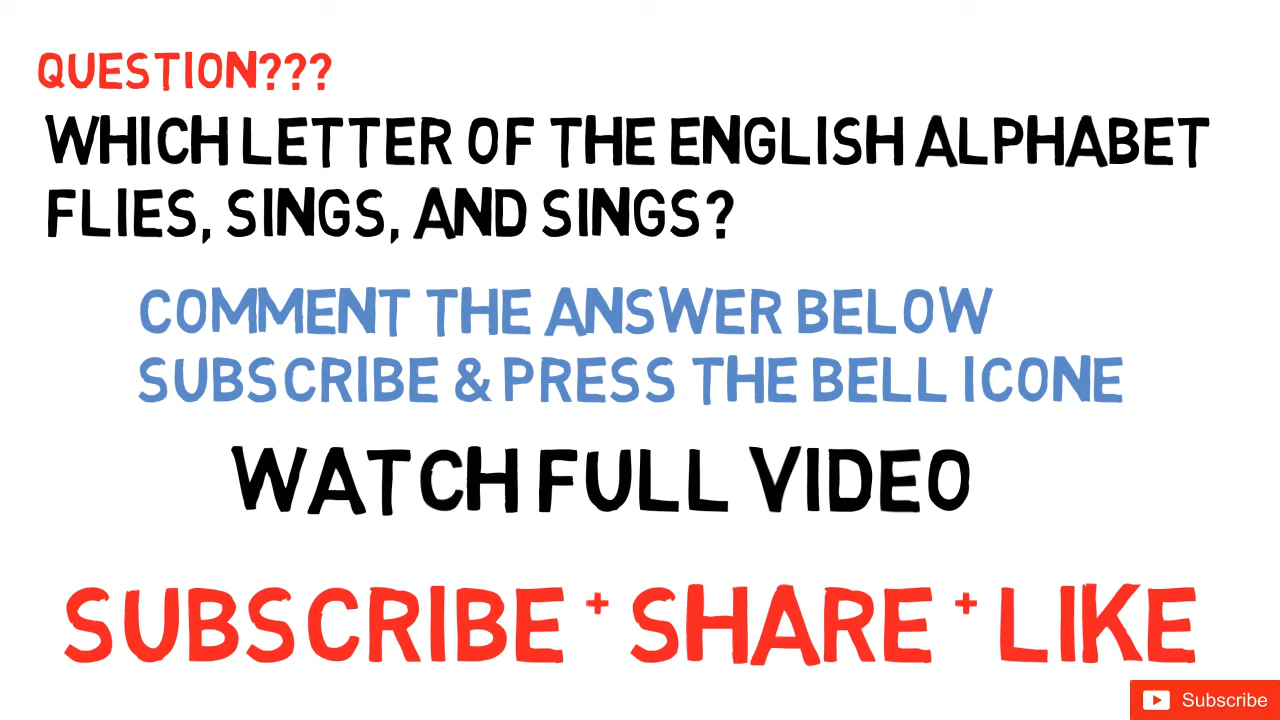 QUESTION???
WHICH LETTER OF THE ENGLISH ALPHABET
FLIES, SINGS, AND SINGS?
COMMENT THE ANSWER BELOW
SUBSCRIBE & PRESS THE BELL ICONE
WATCH FULL VIDEO
SUBSCRIBE + SHARE + LIKE
Subscribe